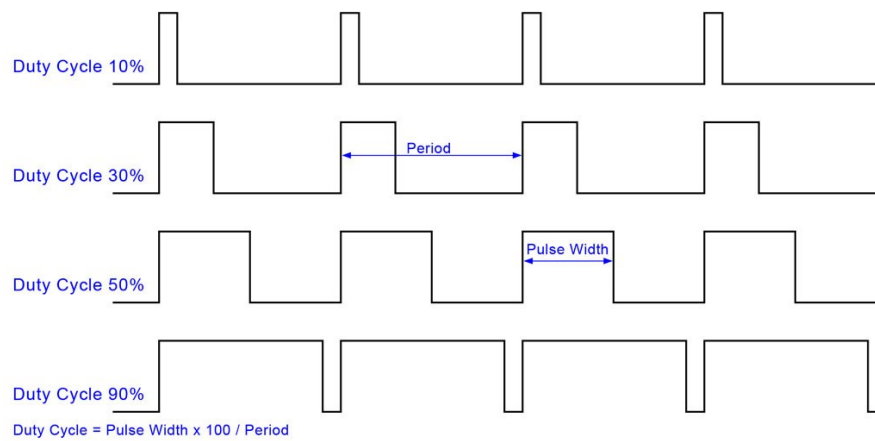 Duty Cycle 10%
Period
Duty Cycle 30%
Pulse Width
Duty Cycle 50%
Duty Cycle 90%
Duty Cycle = Pulse Width x 100 / Period